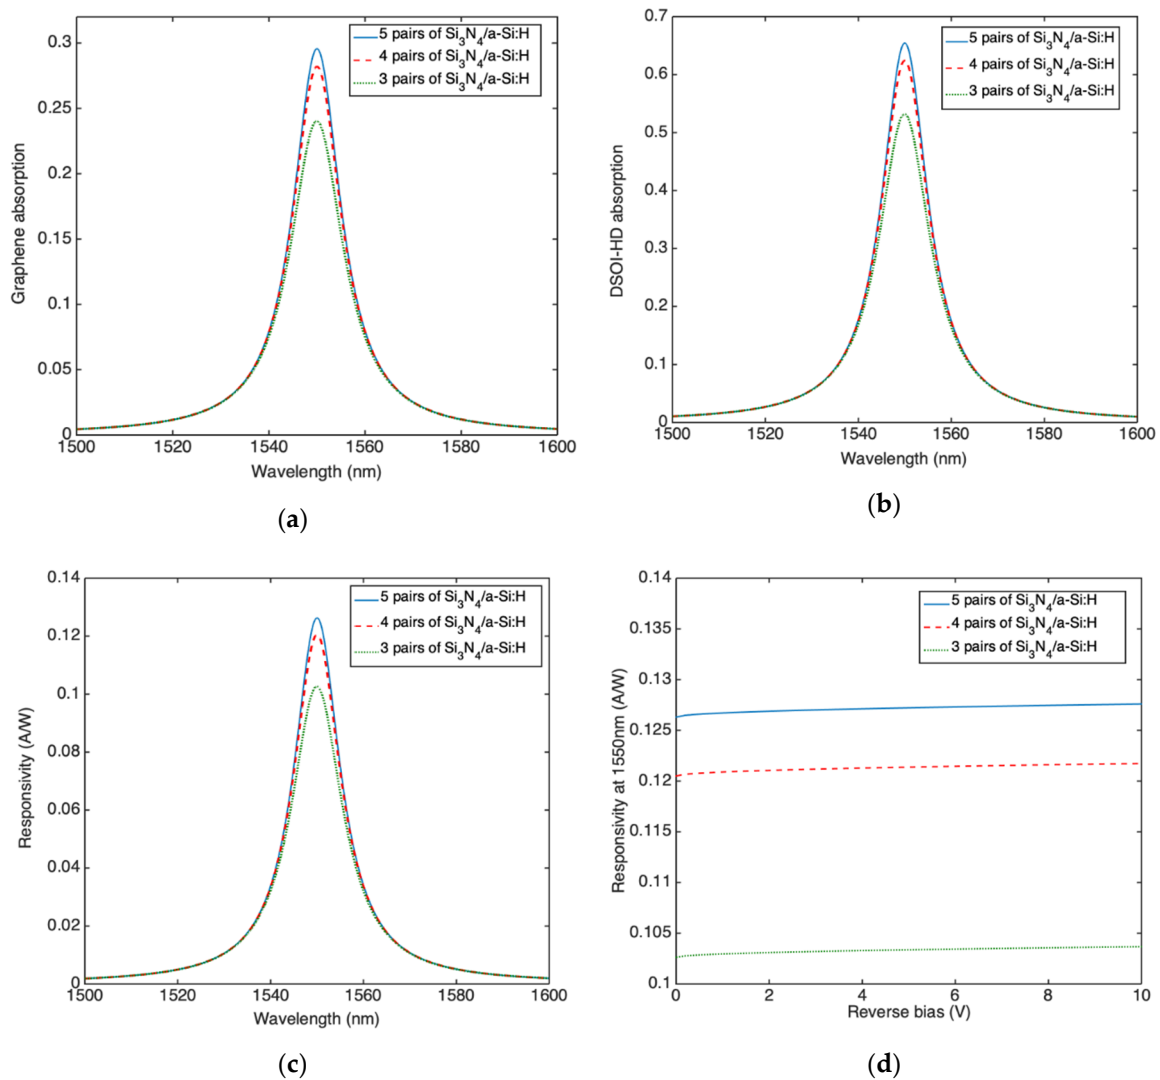 Graphene absorption
0.3
0.25
0.2
0.15
0.1
0.05
0
1500
1520
1540
1560
1580
1600
Wavelength (nm)
5 pairs of Si3N4/a-Si:H
4 pairs of Si3N4/a-Si:H
3 pairs of Si3N4/a-Si:H
(a)
DSOI-HD absorption
0.7
0.6
0.5
0.4
0.3
0.2
0.1
0
1500
1520
1540
1560
1580
1600
Wavelength (nm)
5 pairs of Si3N4/a-Si:H
4 pairs of Si3N4/a-Si:H
3 pairs of Si3N4/a-Si:H
(b)
Responsivity (A/W)
0.14
0.12
0.1
0.08
0.06
0.04
0.02
0
1500
1520
1540
1560
1580
1600
Wavelength (nm)
5 pairs of Si3N4/a-Si:H
4 pairs of Si3N4/a-Si:H
3 pairs of Si3N4/a-Si:H
(c)
Responsivity at 1550nm (A/W)
0.14
0.135
0.13
0.125
0.12
0.115
0.11
0.105
0.1
0
2
4
6
8
10
Reverse bias (V)
5 pairs of Si3N4/a-Si:H
4 pairs of Si3N4/a-Si:H
3 pairs of Si3N4/a-Si:H
(d)